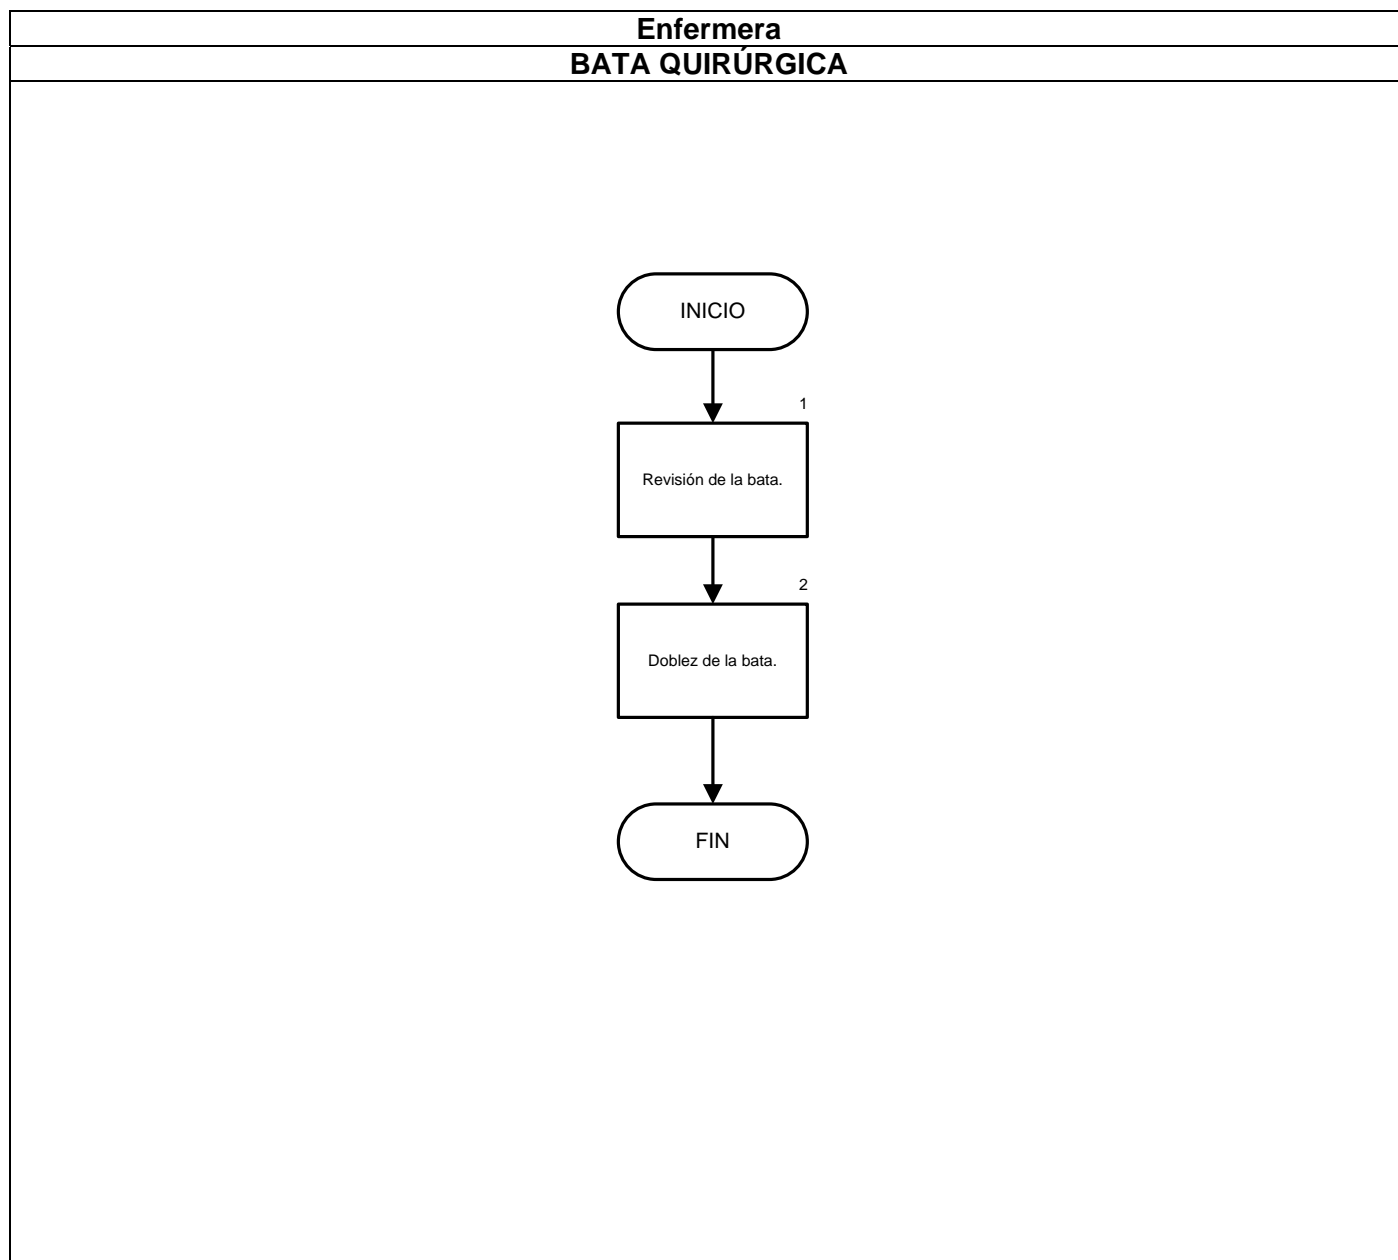 Enfermera
BATA QUIRÚRGICA
INICIO
1
Revisión de la bata.
2
Doblez de la bata.
FIN